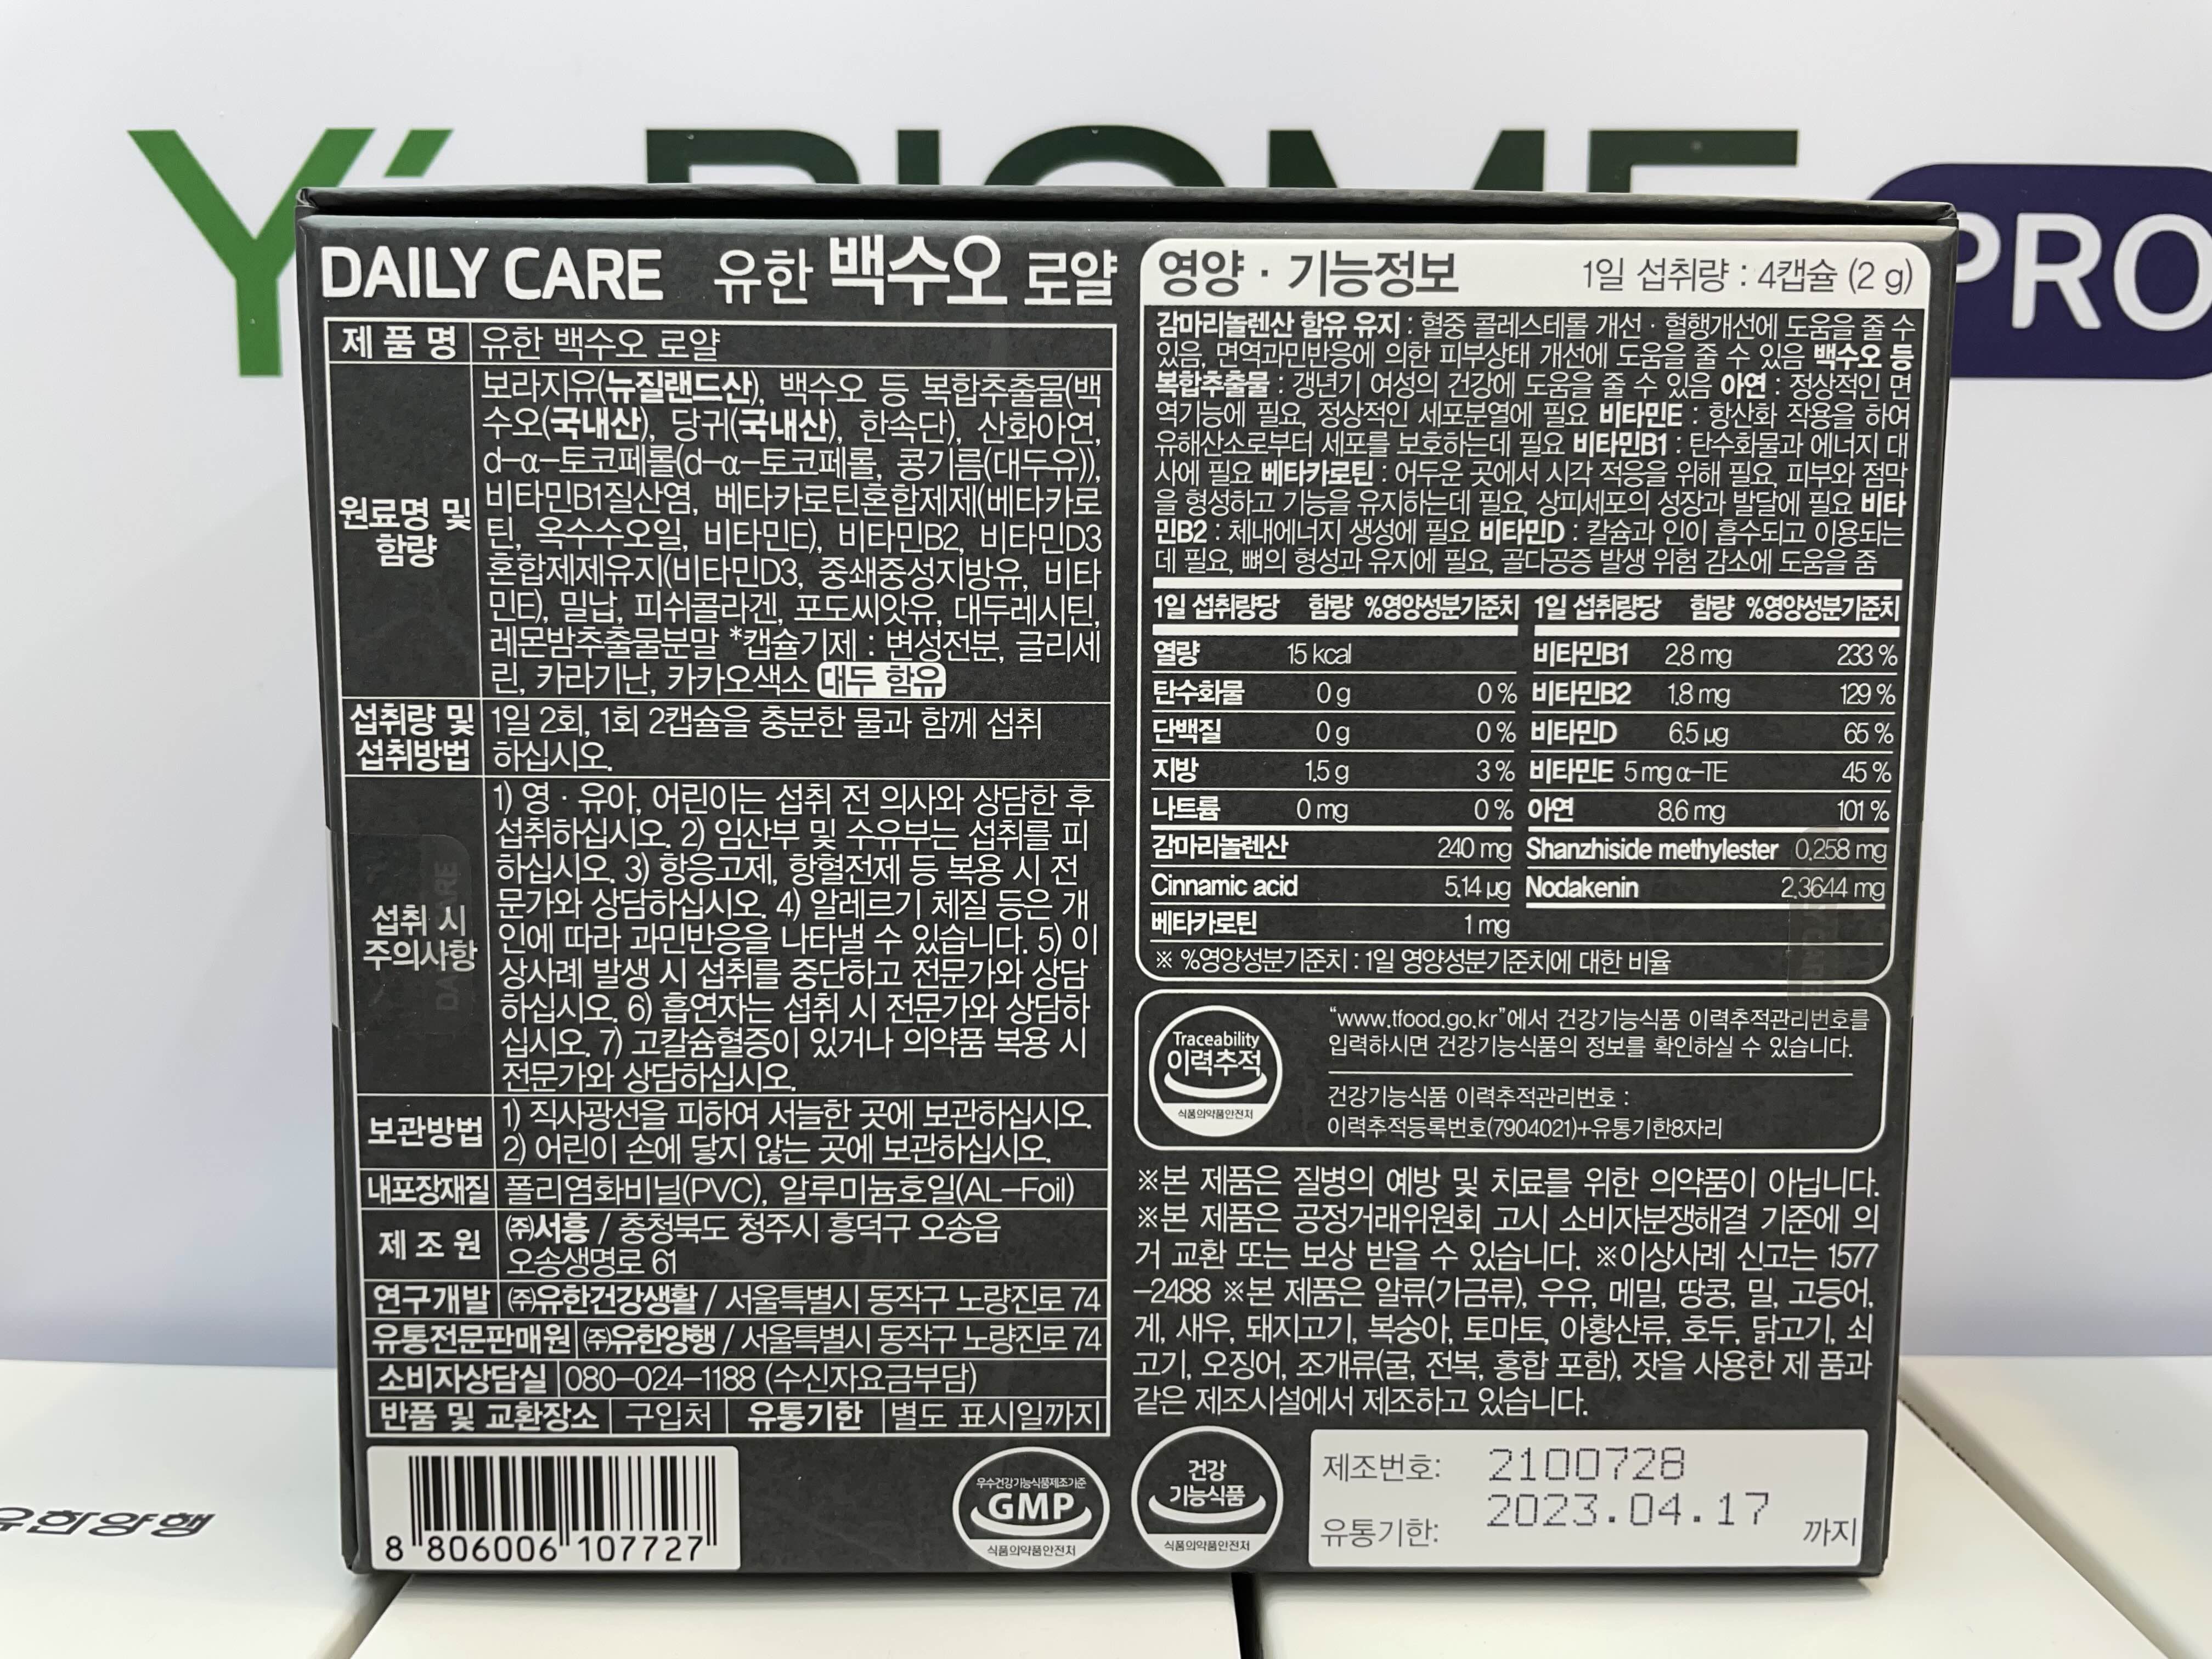 Y'
BIOME
PRO
DAILY CARE 유한 백수오 로얄
제 품 명 유한 백수오 로얄
원료명 및
함량
보라지유(뉴질랜드산), 백수오 등 복합추출물(백
수오(국내산), 당귀(국내산), 한속단), 산화아연,
d-α-토코페롤(d-α-토코페롤, 콩기름(대두유)),
비타민B1질산염, 베타카로틴혼합제제(베타카로
틴, 옥수수오일, 비타민E), 비타민B2, 비타민D3
혼합제제유지(비타민D3, 중쇄중성지방유, 비타
민E), 밀납, 피쉬콜라겐, 포도씨앗유, 대두레시틴,
레몬밤추출물분말 *캡슐기제 : 변성전분, 글리세
린, 카라기난, 카카오색소 대두 함유
섭취량 및
섭취방법
1일 2회, 1회 2캡슐을 충분한 물과 함께 섭취
하십시오.
섭취 시
주의사항
1) 영 · 유아, 어린이는 섭취 전 의사와 상담한 후
섭취하십시오. 2) 임산부 및 수유부는 섭취를 피
하십시오. 3) 항응고제, 항혈전제 등 복용 시 전
문가와 상담하십시오. 4) 알레르기 체질 등은 개
인에 따라 과민반응을 나타낼 수 있습니다. 5) 이
상사례 발생 시 섭취를 중단하고 전문가와 상담
하십시오. 6) 흡연자는 섭취 시 전문가와 상담하
십시오. 7) 고칼슘혈증이 있거나 의약품 복용 시
전문가와 상담하십시오.
보관방법
1) 직사광선을 피하여 서늘한 곳에 보관하십시오.
2) 어린이 손에 닿지 않는 곳에 보관하십시오.
내포장재질 폴리염화비닐(PVC), 알루미늄호일(AL-Foil)
제 조 원
㈜서흥 / 충청북도 청주시 흥덕구 오송읍
오송생명로 61
연구개발 ㈜유한건강생활 / 서울특별시 동작구 노량진로 74
유통전문판매원 ㈜유한양행 / 서울특별시 동작구 노량진로 74
소비자상담실 080-024-1188 (수신자요금부담)
반품 및 교환장소 구입처 유통기한 별도 표시일까지
8 806006 107727
우수건강기능식품제조기준
GMP
식품의약품안전처
건강
기능식품
식품의약품안전처
영양 · 기능정보 1일 섭취량 : 4캡슐 (2 g)
감마리놀렌산 함유 유지 : 혈중 콜레스테롤 개선 · 혈행개선에 도움을 줄 수
있음, 면역과민반응에 의한 피부상태 개선에 도움을 줄 수 있음 백수오 등
복합추출물 : 갱년기 여성의 건강에 도움을 줄 수 있음 아연 : 정상적인 면
역기능에 필요, 정상적인 세포분열에 필요 비타민E : 항산화 작용을 하여
유해산소로부터 세포를 보호하는데 필요 비타민B1 : 탄수화물과 에너지 대
사에 필요 베타카로틴 : 어두운 곳에서 시각 적응을 위해 필요, 피부와 점막
을 형성하고 기능을 유지하는데 필요, 상피세포의 성장과 발달에 필요 비타
민B2 : 체내에너지 생성에 필요 비타민D : 칼슘과 인이 흡수되고 이용되는
데 필요, 뼈의 형성과 유지에 필요, 골다공증 발생 위험 감소에 도움을 줌
1일 섭취량당 함량 %영양성분기준치 1일 섭취량당 함량 %영양성분기준치
열량 15 kcal 비타민B1 2.8 mg 233 %
탄수화물 0 g 0 % 비타민B2 1.8 mg 129 %
단백질 0 g 0 % 비타민D 6.5 μg 65 %
지방 1.5 g 3 % 비타민E 5 mg α-TE 45 %
나트륨 0 mg 0 % 아연 8.6 mg 101 %
감마리놀렌산 240 mg Shanzhiside methylester 0.258 mg
Cinnamic acid 5.14 μg Nodakenin 2.3644 mg
베타카로틴 1 mg
※ %영양성분기준치 : 1일 영양성분기준치에 대한 비율
Traceability
이력추적
식품의약품안전처
"www.tfood.go.kr"에서 건강기능식품 이력추적관리번호를
입력하시면 건강기능식품의 정보를 확인하실 수 있습니다.
건강기능식품 이력추적관리번호 :
이력추적등록번호(7904021)+유통기한8자리
※본 제품은 질병의 예방 및 치료를 위한 의약품이 아닙니다.
※본 제품은 공정거래위원회 고시 소비자분쟁해결 기준에 의
거 교환 또는 보상 받을 수 있습니다. ※이상사례 신고는 1577
-2488 ※본 제품은 알류(가금류), 우유, 메밀, 땅콩, 밀, 고등어,
게, 새우, 돼지고기, 복숭아, 토마토, 아황산류, 호두, 닭고기, 쇠
고기, 오징어, 조개류(굴, 전복, 홍합 포함), 잣을 사용한 제 품과
같은 제조시설에서 제조하고 있습니다.
제조번호: 2100728
유통기한: 2023.04.17 까지
유한양행
DAILY CARE